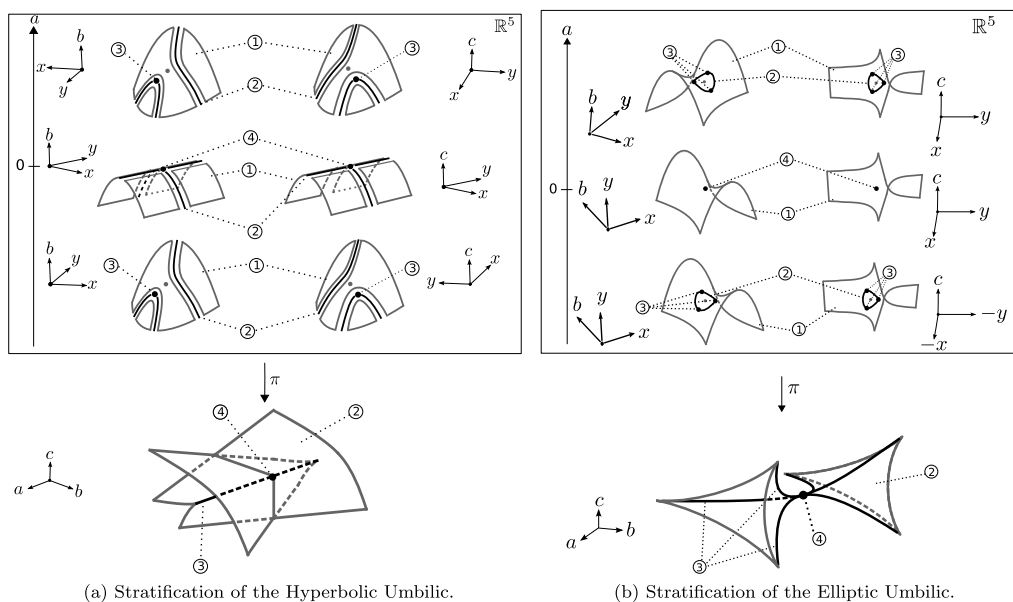 a
ℝ⁵
b
x
y
③
①
②
③
c
y
x
0
b
y
x
④
①
②
c
y
x
b
y
x
③
①
②
③
c
x
y
π
④
②
③
c
a
b
(a) Stratification of the Hyperbolic Umbilic.
a
ℝ⁵
③
①
②
③
b
y
x
c
y
x
0
④
①
b
y
x
c
y
x
③
②
①
③
b
y
x
c
−y
−x
π
②
③
④
c
b
a
(b) Stratification of the Elliptic Umbilic.